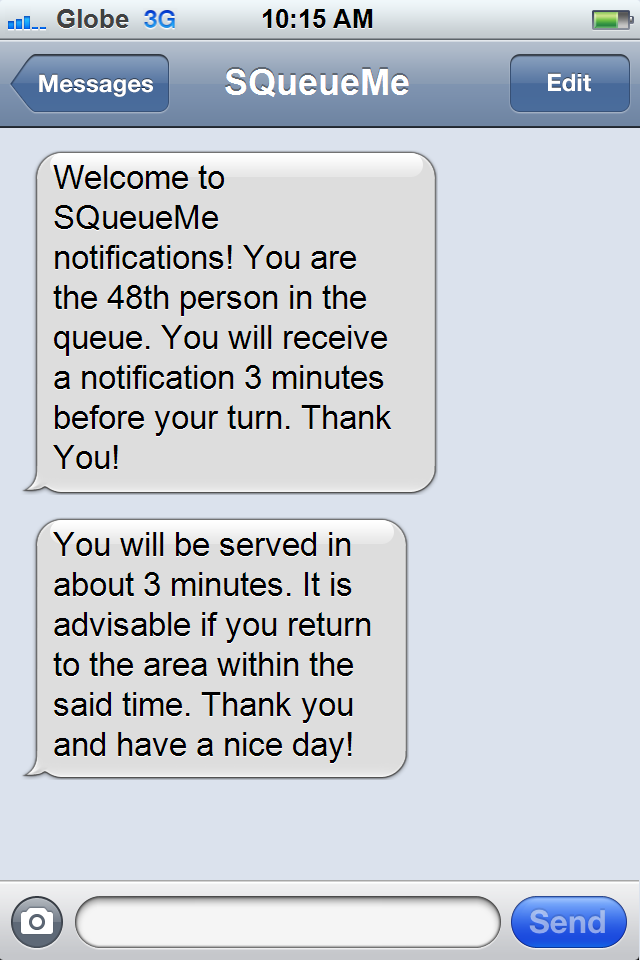 Globe 3G 10:15 AM
Messages SQueueMe Edit
Welcome to
SQueueMe
notifications! You are
the 48th person in the
queue. You will receive
a notification 3 minutes
before your turn. Thank
You!
You will be served in
about 3 minutes. It is
advisable if you return
to the area within the
said time. Thank you
and have a nice day!
Send